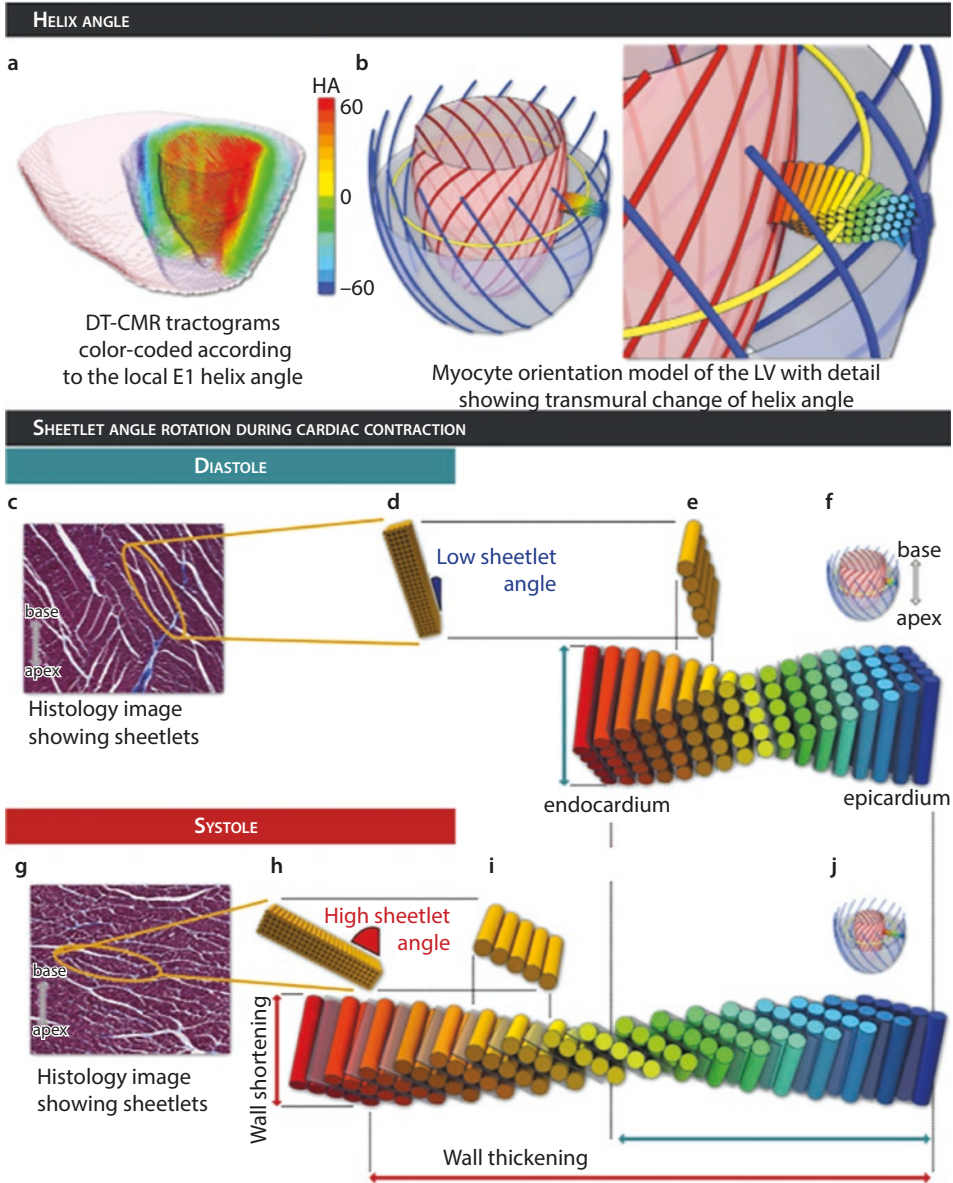 HELIX ANGLE
a
b
HA
60
0
–60
DT-CMR tractograms
color-coded according
to the local E1 helix angle
Myocyte orientation model of the LV with detail
showing transmural change of helix angle
SHEETLET ANGLE ROTATION DURING CARDIAC CONTRACTION
DIASTOLE
c
d
e
f
Low sheetlet
angle
base
apex
base
apex
Histology image
showing sheetlets
endocardium
epicardium
SYSTOLE
g
h
i
j
High sheetlet
angle
base
apex
Wall shortening
Histology image
showing sheetlets
Wall thickening